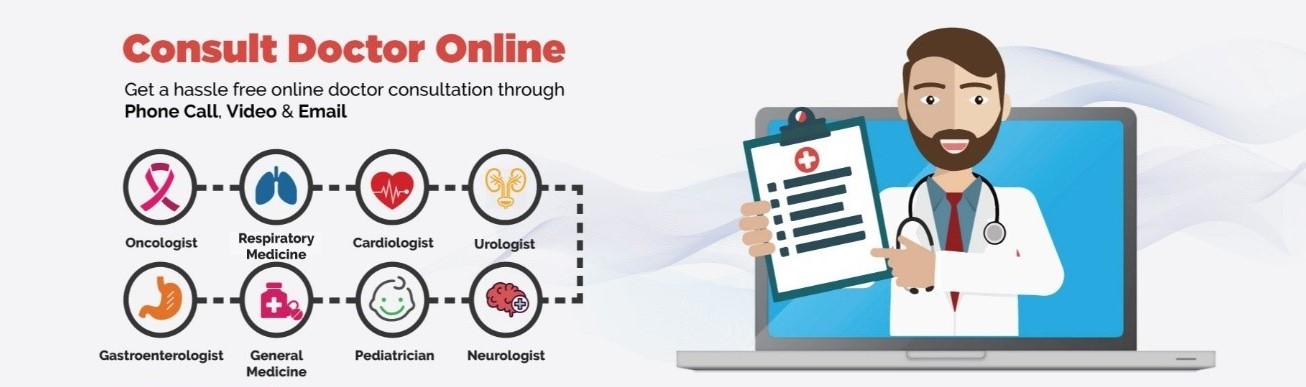 Consult Doctor Online
Get a hassle free online doctor consultation through
Phone Call, Video & Email
Oncologist
Respiratory
Medicine
Cardiologist
Urologist
Gastroenterologist
General
Medicine
Pediatrician
Neurologist